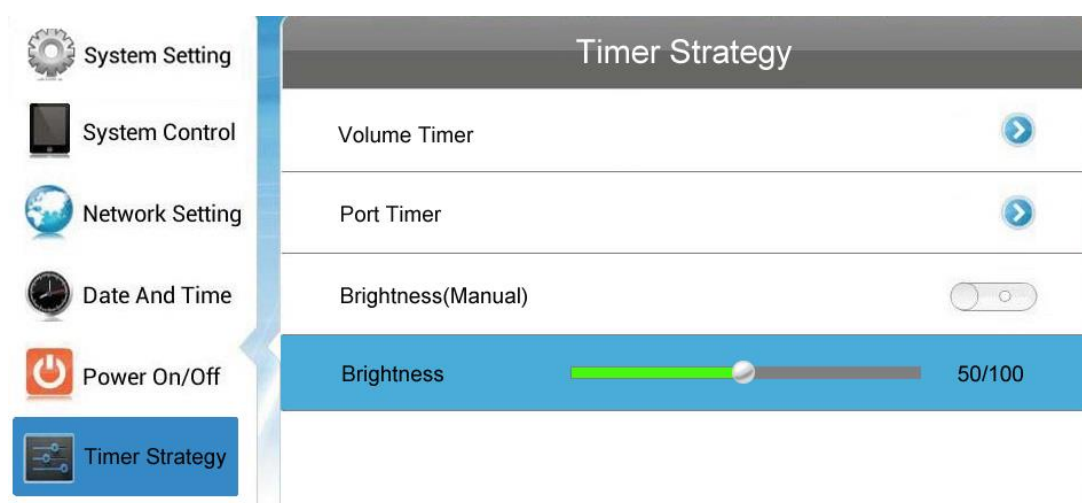 System Setting
System Control
Network Setting
Date And Time
Power On/Off
Timer Strategy
Timer Strategy
Volume Timer
Port Timer
Brightness(Manual)
Brightness 50/100